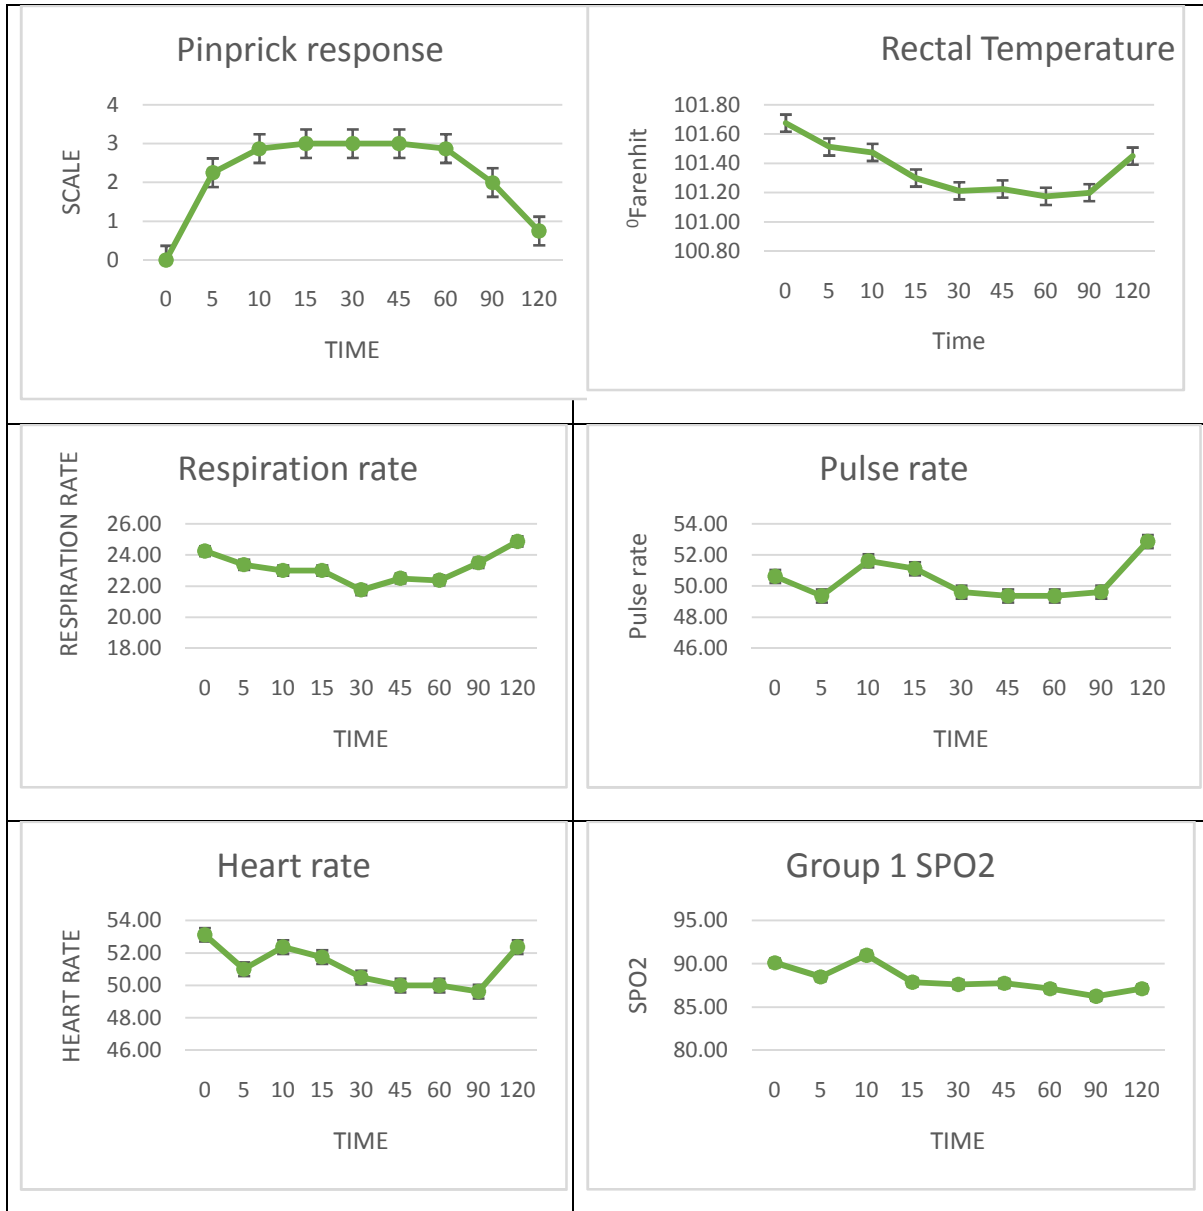 Pinprick response
SCALE
4
3
2
1
0
0 5 10 15 30 45 60 90 120
TIME
Rectal Temperature
⁰Farenhit
101.80
101.60
101.40
101.20
101.00
100.80
0 5 10 15 30 45 60 90 120
Time
Respiration rate
RESPIRATION RATE
26.00
24.00
22.00
20.00
18.00
0 5 10 15 30 45 60 90 120
TIME
Pulse rate
Pulse rate
54.00
52.00
50.00
48.00
46.00
0 5 10 15 30 45 60 90 120
TIME
Heart rate
HEART RATE
54.00
52.00
50.00
48.00
46.00
0 5 10 15 30 45 60 90 120
TIME
Group 1 SPO2
SPO2
95.00
90.00
85.00
80.00
0 5 10 15 30 45 60 90 120
TIME